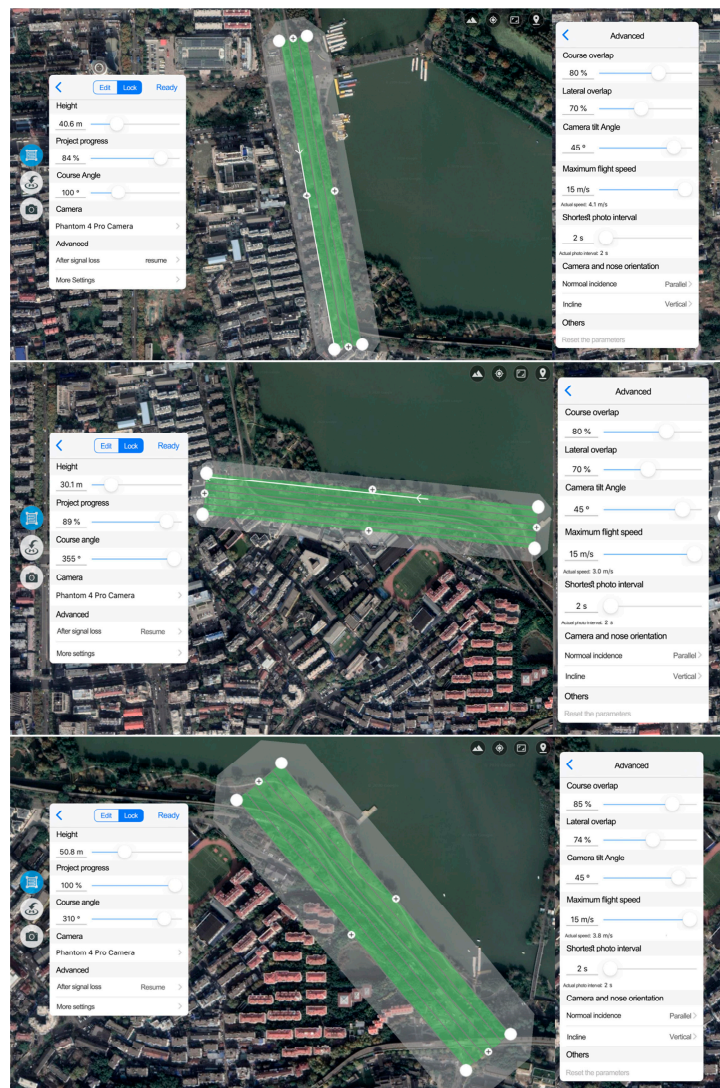 Edit Lock Ready
Height
40.6 m
Project progress
84 %
Course Angle
100 °
Camera
Phantom 4 Pro Camera
Advanced
After signal loss resume
More Settings
Advanced
Course overlap
80 %
Lateral overlap
70 %
Camera tilt Angle
45 °
Maximum flight speed
15 m/s
Actual speed: 4.1 m/s
Shortest photo interval
2 s
Actual photo interval: 2 s
Camera and nose orientation
Normoal incidence Parallel
Incline Vertical
Others
Reset the parameters
Edit Lock Ready
Height
30.1 m
Project progress
89 %
Course angle
355 °
Camera
Phantom 4 Pro Camera
Advanced
After signal loss Resume
More settings
Advanced
Course overlap
80 %
Lateral overlap
70 %
Camera tilt Angle
45 °
Maximum flight speed
15 m/s
Actual speed: 3.0 m/s
Shortest photo interval
2 s
Actual photo interval: 2 s
Camera and nose orientation
Normoal incidence Parallel
Incline Vertical
Others
Reset the parameters
Edit Lock Ready
Height
50.8 m
Project progress
100 %
Course angle
310 °
Camera
Phantom 4 Pro Camera
Advanced
After signal loss Resume
More settings
Advanced
Course overlap
85 %
Lateral overlap
74 %
Camera tilt Angle
45 °
Maximum flight speed
15 m/s
Actual speed: 3.8 m/s
Shortest photo interval
2 s
Actual photo interval: 2 s
Camera and nose orientation
Normoal incidence Parallel
Incline Vertical
Others
Reset the parameters